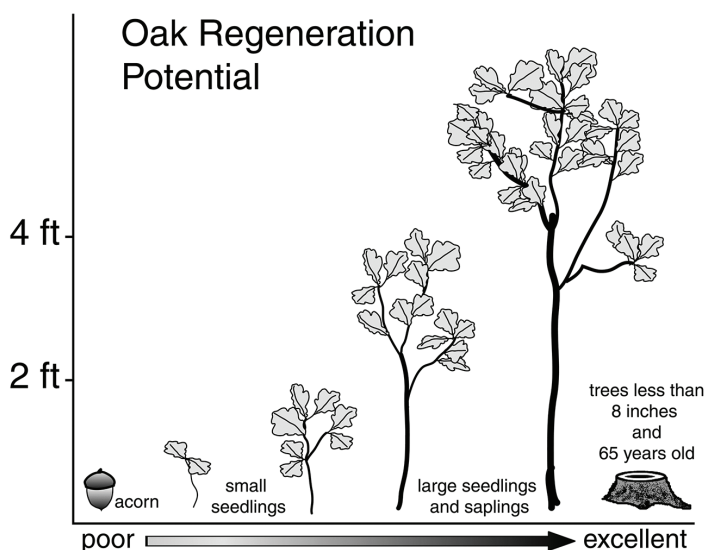 Oak Regeneration
Potential
4 ft
2 ft
trees less than
8 inches
and
65 years old
acorn
small
seedlings
large seedlings
and saplings
poor
excellent